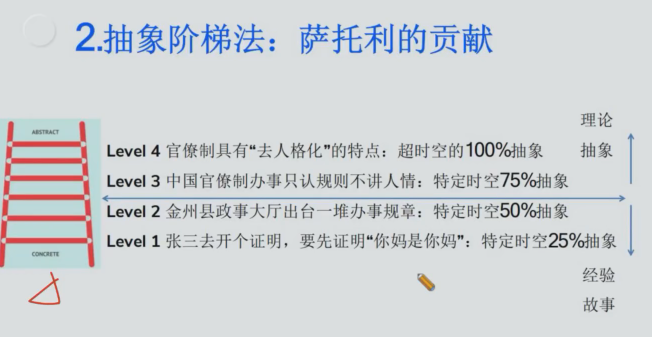 2.抽象阶梯法：萨托利的贡献
理论
ABSTRACT
Level 4 官僚制具有“去人格化”的特点：超时空的100%抽象
抽象
Level 3 中国官僚制办事只认规则不讲人情：特定时空75%抽象
Level 2 金州县政事大厅出台一堆办事规章：特定时空50%抽象
Level 1 张三去开个证明，要先证明“你妈是你妈”：特定时空25%抽象
CONCRETE
经验
故事